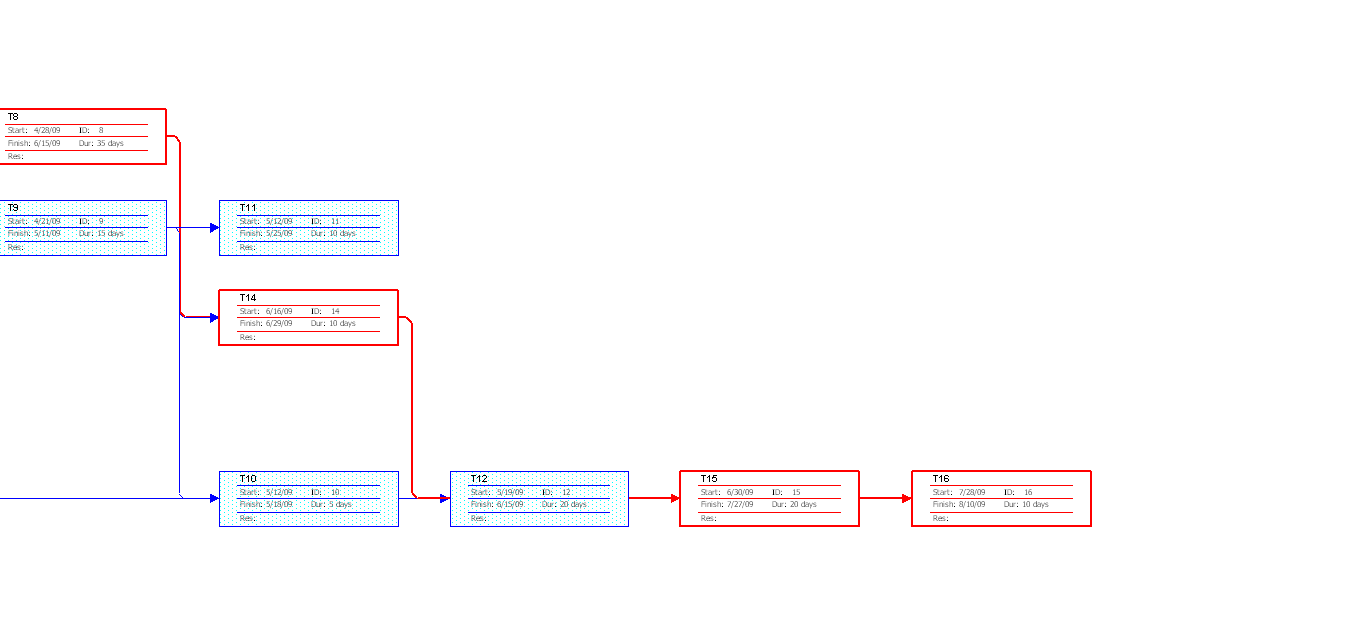 T8
Start: 4/28/09 ID: 8
Finish: 6/15/09 Dur: 35 days
Res:
T9
Start: 4/21/09 ID: 9
Finish: 5/11/09 Dur: 15 days
Res:
T11
Start: 5/12/09 ID: 11
Finish: 5/25/09 Dur: 10 days
Res:
T14
Start: 6/16/09 ID: 14
Finish: 6/29/09 Dur: 10 days
Res:
T10
Start: 5/12/09 ID: 10
Finish: 5/18/09 Dur: 5 days
Res:
T12
Start: 5/19/09 ID: 12
Finish: 6/15/09 Dur: 20 days
Res:
T15
Start: 6/30/09 ID: 15
Finish: 7/27/09 Dur: 20 days
Res:
T16
Start: 7/28/09 ID: 16
Finish: 8/10/09 Dur: 10 days
Res: